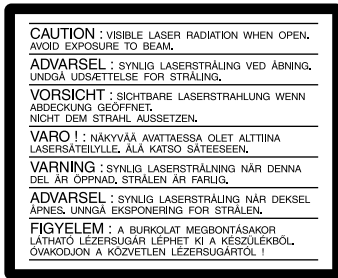 CAUTION : VISIBLE LASER RADIATION WHEN OPEN.
AVOID EXPOSURE TO BEAM.
ADVARSEL : SYNLIG LASERSTRÅLING VED ÅBNING.
UNDGÅ UDSÆTTELSE FOR STRÅLING.
VORSICHT : SICHTBARE LASERSTRAHLUNG WENN
ABDECKUNG GEÖFFNET.
NICHT DEM STRAHL AUSSETZEN.
VARO ! : NÄKYVÄÄ AVATTAESSA OLET ALTTIINA
LASERSÄTEILYLLE. ÄLÄ KATSO SÄTEESEEN.
VARNING : SYNLIG LASERSTRÅLNING NÄR DENNA
DEL ÄR ÖPPNAD. STRÅLEN ÄR FARLIG.
ADVARSEL : SYNLIG LASERSTRÅLING NÅR DEKSEL
ÅPNES. UNNGÅ EKSPONERING FOR STRÅLEN.
FIGYELEM : A BURKOLAT MEGBONTÁSAKOR
LÁTHATÓ LÉZERSUGÁR LÉPHET KI A KÉSZÜLÉKBŐL.
ÓVAKODJON A KÖZVETLEN LÉZERSUGÁRTÓL !